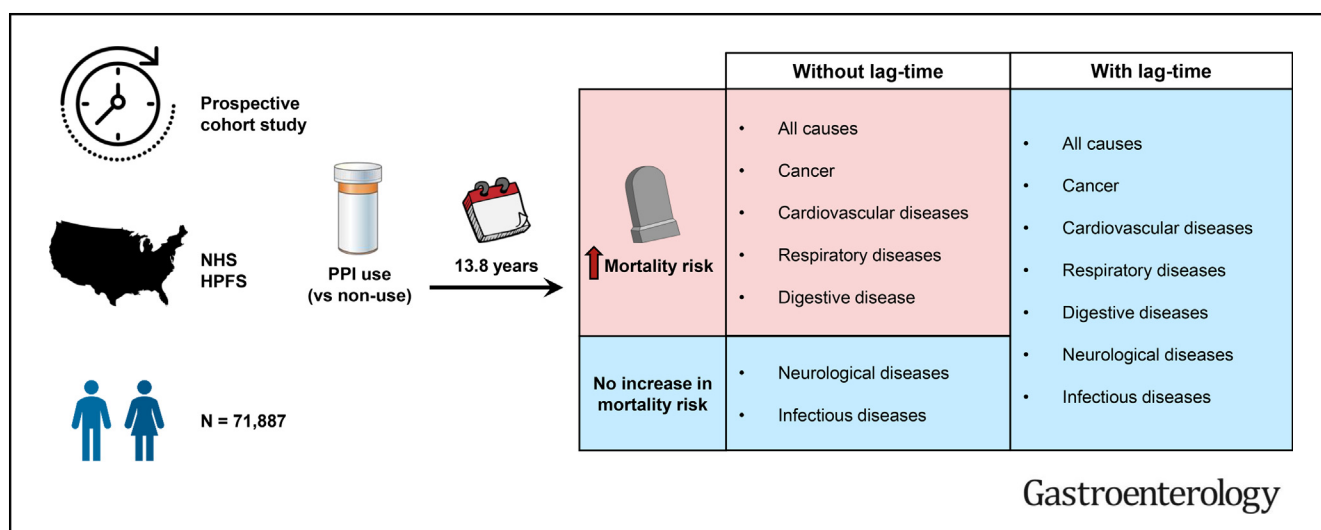 Prospective
cohort study
NHS
HPFS
N = 71,887
PPI use
(vs non-use)
13.8 years
Without lag-time
With lag-time
Mortality risk
• All causes
• Cancer
• Cardiovascular diseases
• Respiratory diseases
• Digestive disease
No increase in
mortality risk
• Neurological diseases
• Infectious diseases
• All causes
• Cancer
• Cardiovascular diseases
• Respiratory diseases
• Digestive diseases
• Neurological diseases
• Infectious diseases
Gastroenterology